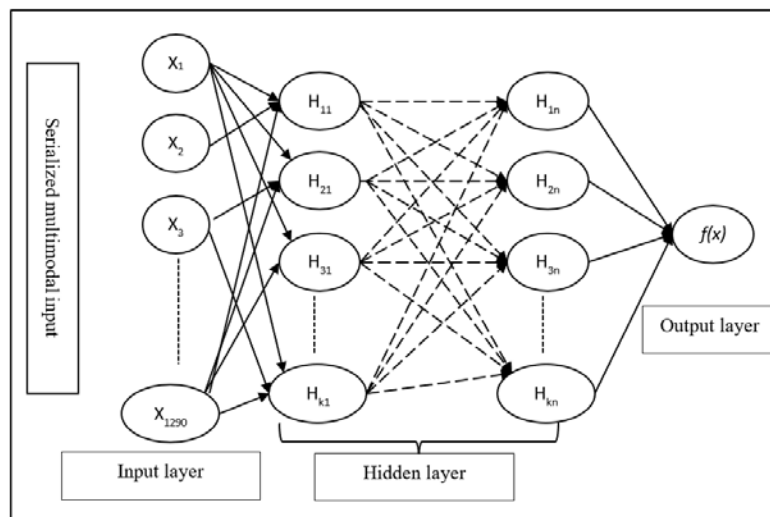 Serialized multimodal input
X1
X2
X3
X1290
H11
H21
H31
Hk1
H1n
H2n
H3n
Hkn
f(x)
Input layer
Hidden layer
Output layer